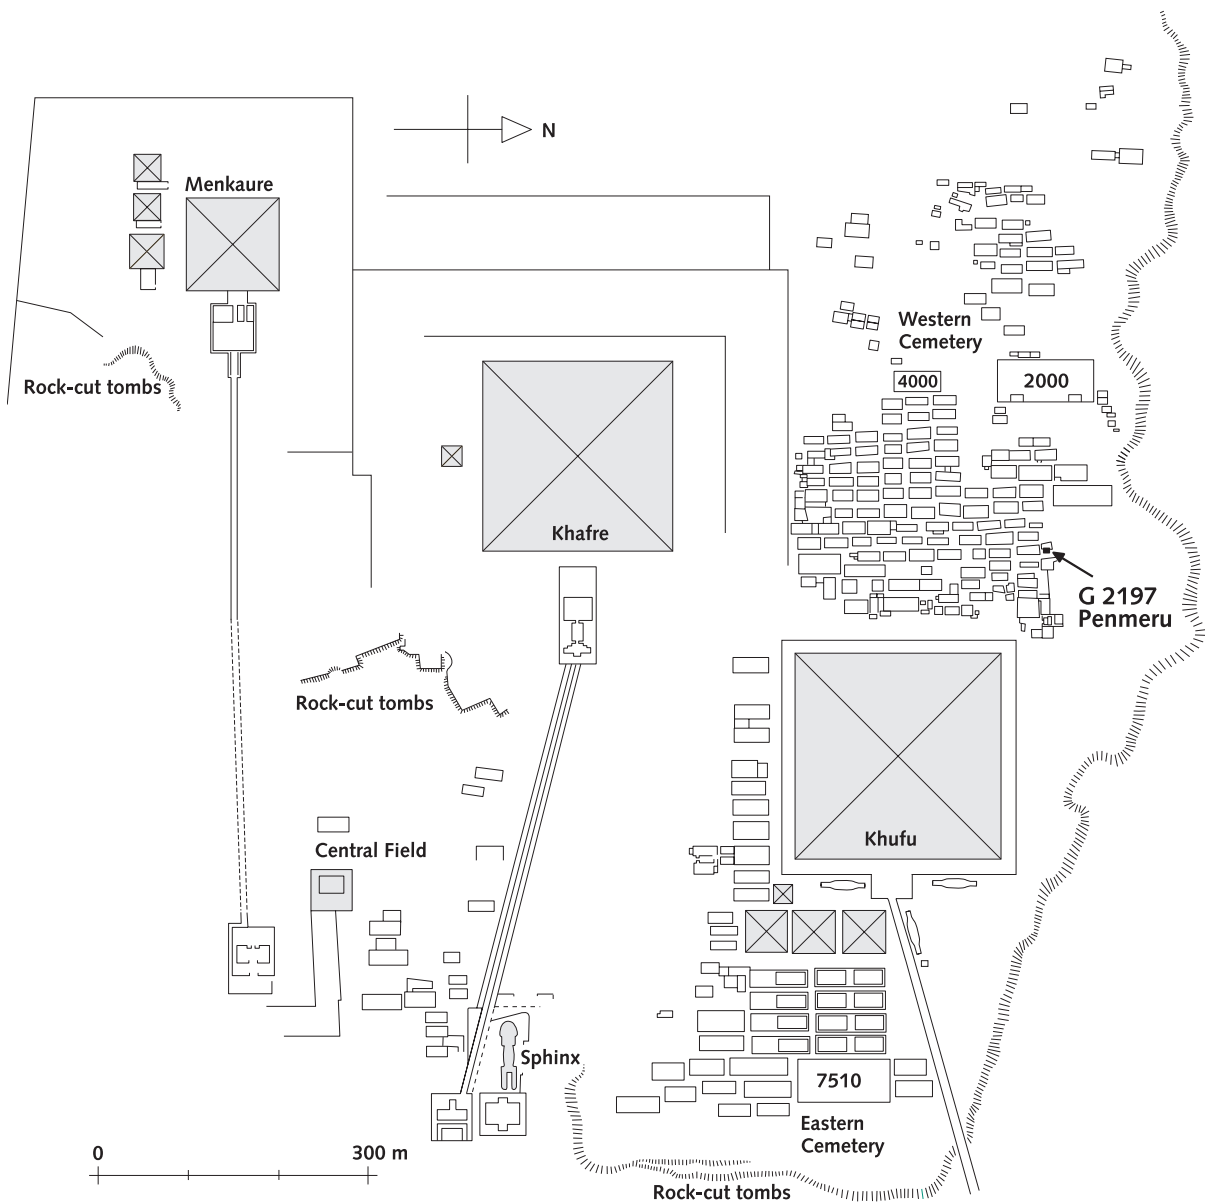 N
Menkaure
Western
Cemetery
Rock-cut tombs
4000
2000
Khafre
G 2197
Penmeru
Rock-cut tombs
Khufu
Central Field
Sphinx
7510
Eastern
Cemetery
0 300 m
Rock-cut tombs